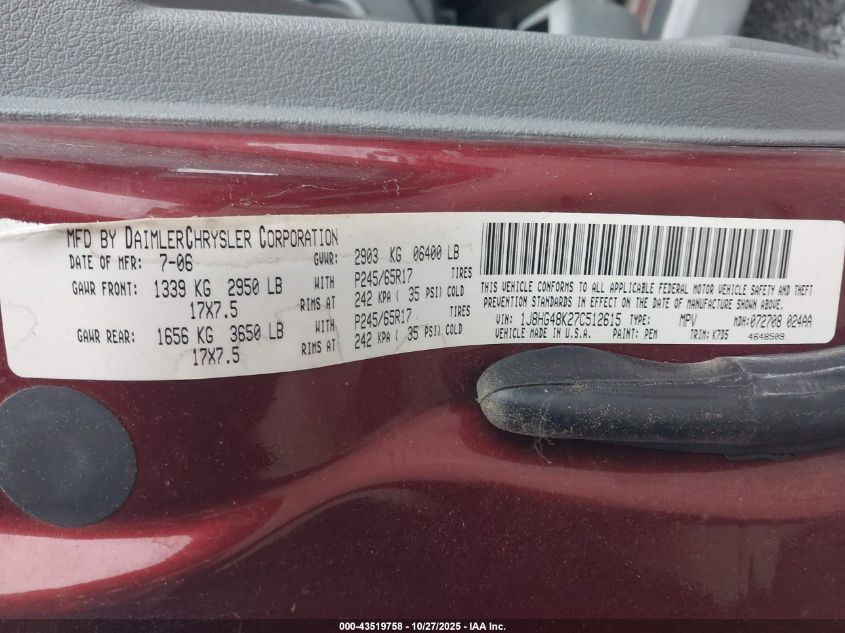 MFD BY DAIMLERCHRYSLER CORPORATION
DATE OF MFR: 7-06 GVWR: 2903 KG 06400 LB
GAWR FRONT: 1339 KG 2950 LB WITH P245/65R17 TIRES
17X7.5 RIMS AT 242 KPA ( 35 PSI) COLD
GAWR REAR: 1656 KG 3650 LB WITH P245/65R17 TIRES
17X7.5 RIMS AT 242 KPA ( 35 PSI) COLD
THIS VEHICLE CONFORMS TO ALL APPLICABLE FEDERAL MOTOR VEHICLE SAFETY AND THEFT
PREVENTION STANDARDS IN EFFECT ON THE DATE OF MANUFACTURE SHOWN ABOVE.
VIN: 1J8HG48K27C512615 TYPE: MPV MDH: 072708 024AA
VEHICLE MADE IN U.S.A. PAINT: PEM TRIM: K7D5 4648509
000-43519758 - 10/27/2025 - IAA Inc.